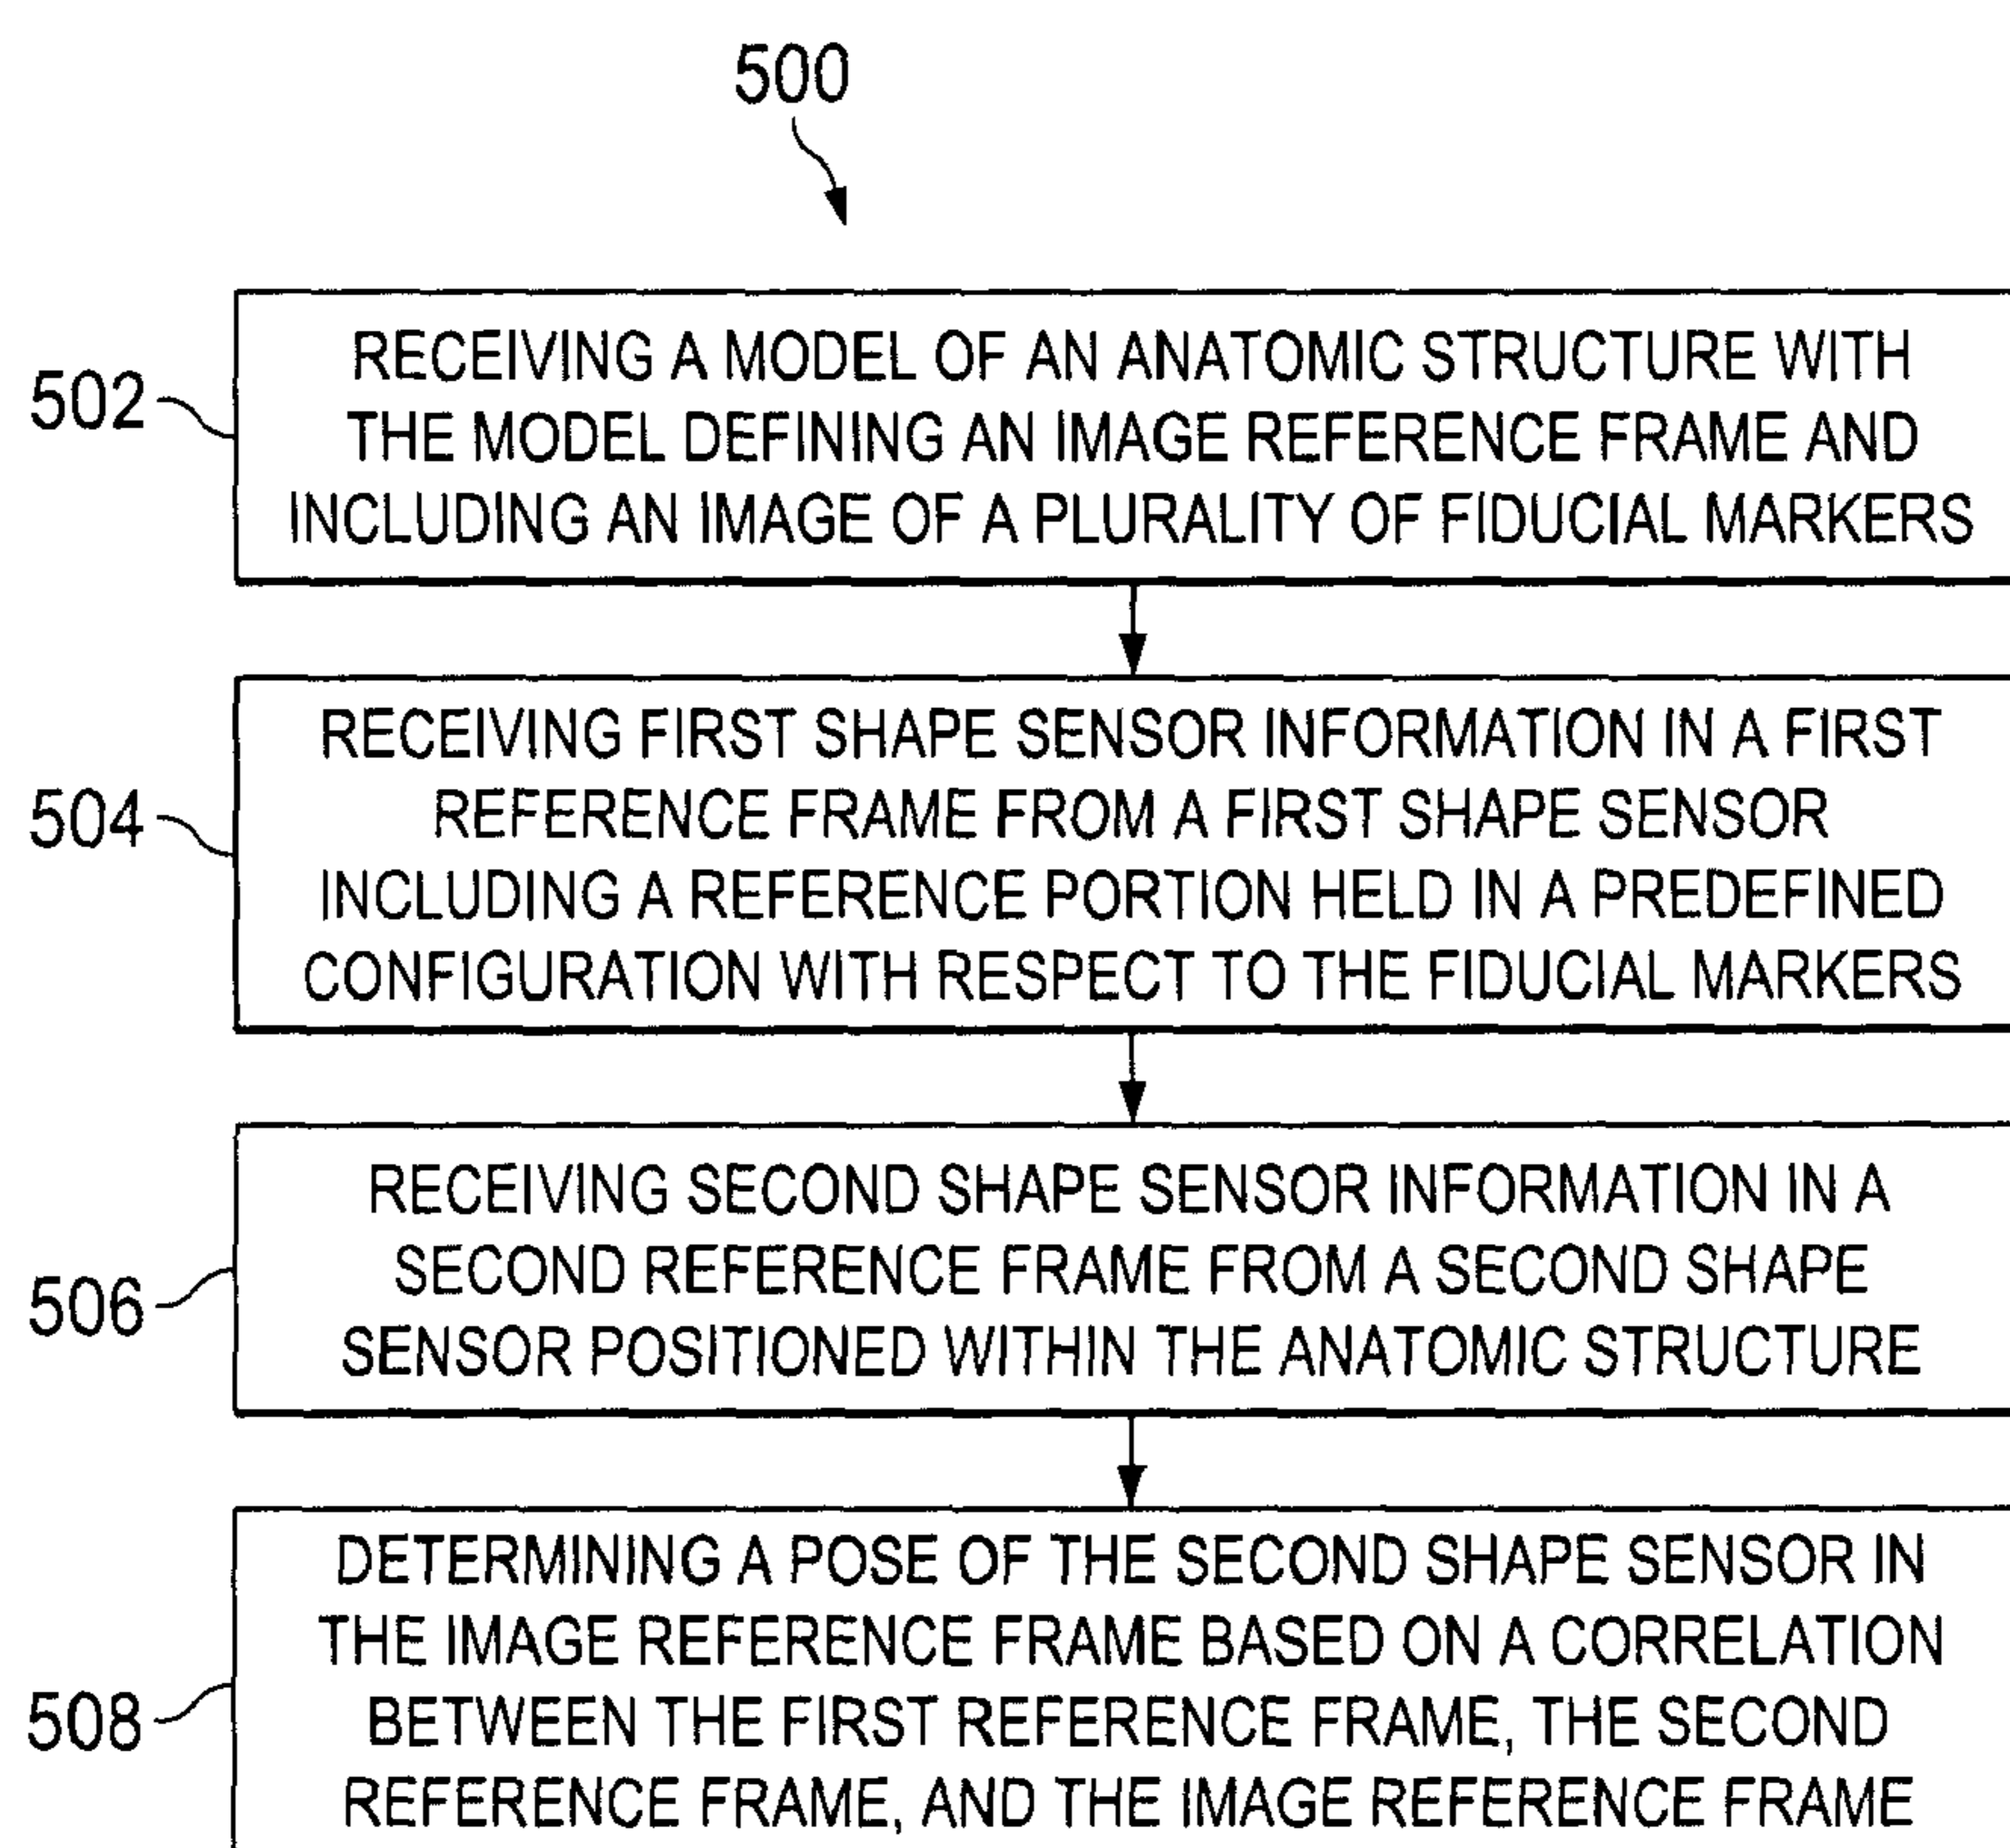 500
502
RECEIVING A MODEL OF AN ANATOMIC STRUCTURE WITH
THE MODEL DEFINING AN IMAGE REFERENCE FRAME AND
INCLUDING AN IMAGE OF A PLURALITY OF FIDUCIAL MARKERS
504
RECEIVING FIRST SHAPE SENSOR INFORMATION IN A FIRST
REFERENCE FRAME FROM A FIRST SHAPE SENSOR
INCLUDING A REFERENCE PORTION HELD IN A PREDEFINED
CONFIGURATION WITH RESPECT TO THE FIDUCIAL MARKERS
506
RECEIVING SECOND SHAPE SENSOR INFORMATION IN A
SECOND REFERENCE FRAME FROM A SECOND SHAPE
SENSOR POSITIONED WITHIN THE ANATOMIC STRUCTURE
508
DETERMINING A POSE OF THE SECOND SHAPE SENSOR IN
THE IMAGE REFERENCE FRAME BASED ON A CORRELATION
BETWEEN THE FIRST REFERENCE FRAME, THE SECOND
REFERENCE FRAME, AND THE IMAGE REFERENCE FRAME